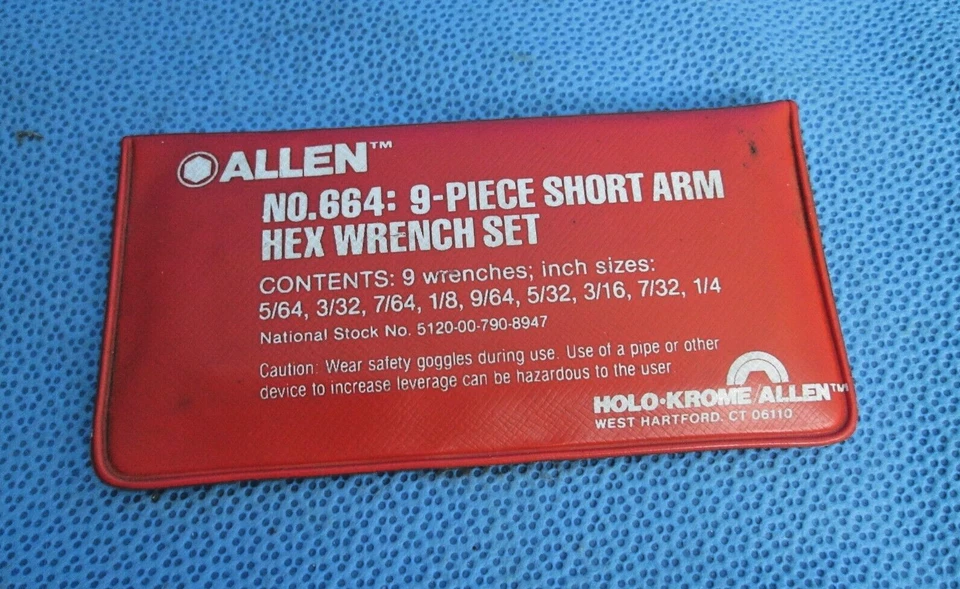 ALLEN™
NO.664: 9-PIECE SHORT ARM
HEX WRENCH SET
CONTENTS: 9 wrenches; inch sizes:
5/64, 3/32, 7/64, 1/8, 9/64, 5/32, 3/16, 7/32, 1/4
National Stock No. 5120-00-790-8947
Caution: Wear safety goggles during use. Use of a pipe or other
device to increase leverage can be hazardous to the user.
HOLO•KROME/ALLEN™
WEST HARTFORD, CT 06110